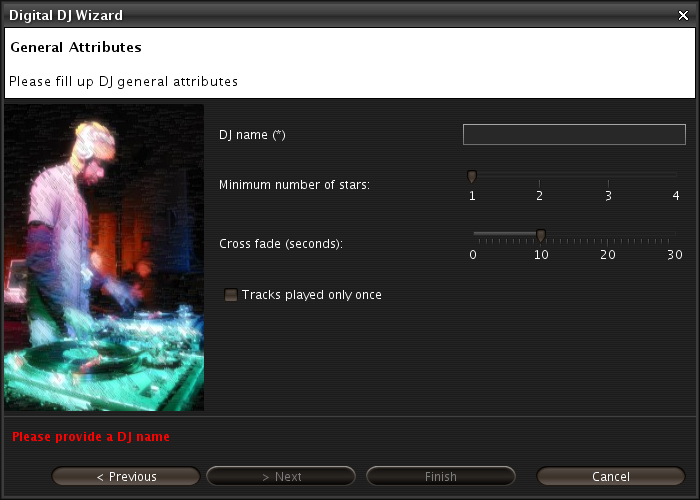 Digital DJ Wizard
General Attributes
Please fill up DJ general attributes
DJ name (*)
Minimum number of stars:
1 2 3 4
Cross fade (seconds):
0 10 20 30
Tracks played only once
Please provide a DJ name
< Previous > Next Finish Cancel